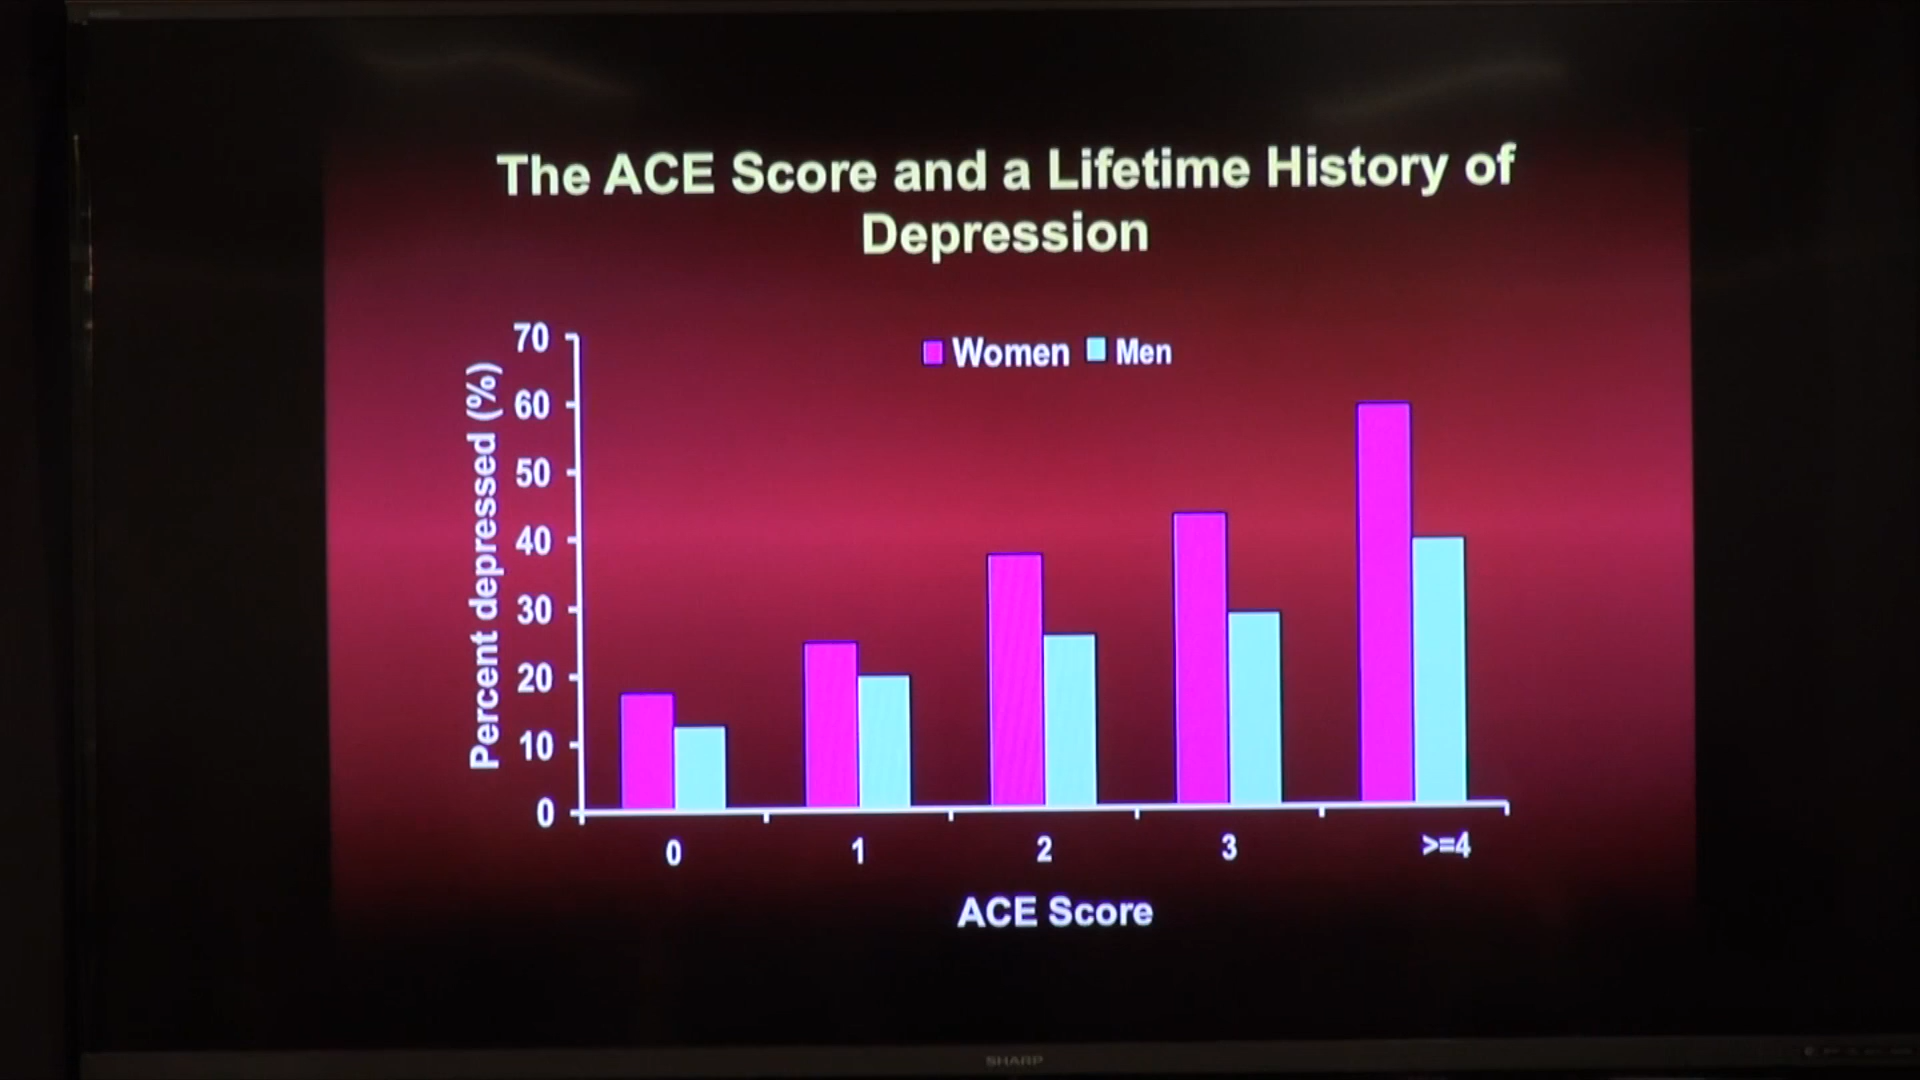 The ACE Score and a Lifetime History of
Depression
Women Men
Percent depressed (%)
70
60
50
40
30
20
10
0
0 1 2 3 >=4
ACE Score
SHARP